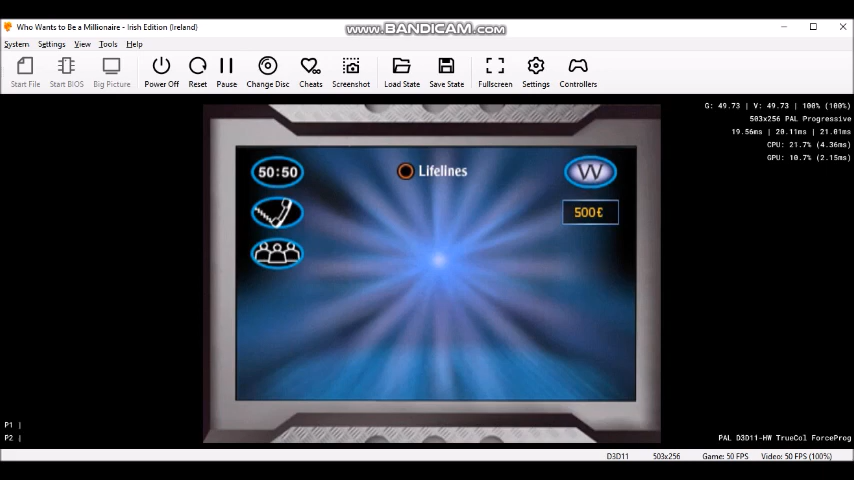 Who Wants to Be a Millionaire - Irish Edition (Ireland)
www.BANDICAM.com
System Settings View Tools Help
Start File Start BIOS Big Picture Power Off Reset Pause Change Disc Cheats Screenshot Load State Save State Fullscreen Settings Controllers
G: 49.73 | V: 49.73 | 100% (100%)
503x256 PAL Progressive
19.56ms | 20.11ms | 21.01ms
CPU: 21.7% (4.36ms)
GPU: 10.7% (2.15ms)
50:50
Lifelines
W
500€
P1 |
P2 |
PAL D3D11-HW TrueCol ForceProg
D3D11 503x256 Game: 50 FPS Video: 50 FPS (100%)